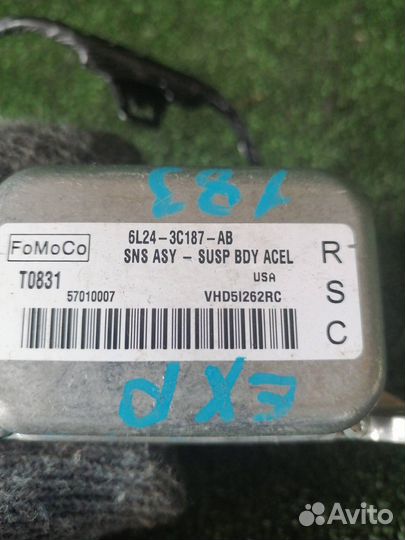 183
6L24-3C187-AB
FoMoCo
SNS ASY - SUSP BDY ACEL
T0831
USA
57010007
VHD5I262RC
R
S
C
EXP
Avito